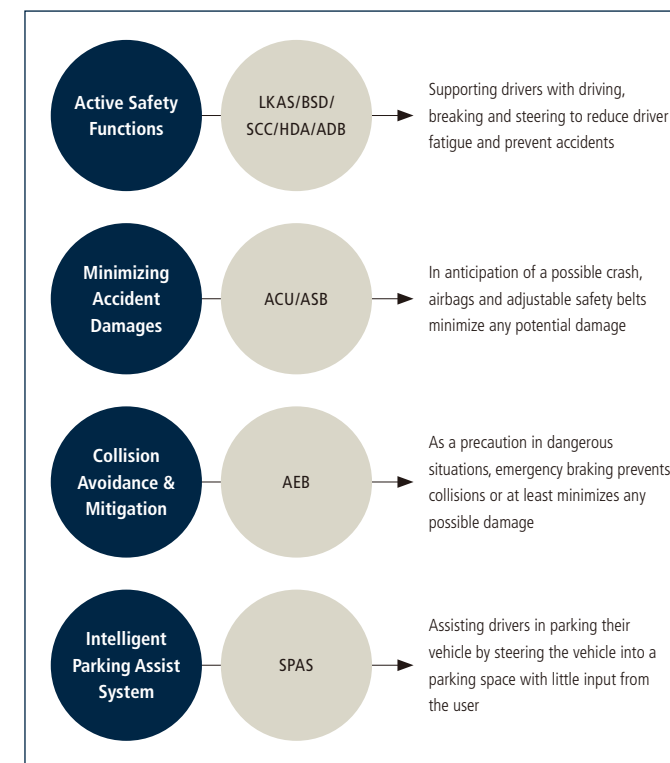 Active Safety
Functions
LKAS/BSD/
SCC/HDA/ADB
Supporting drivers with driving,
breaking and steering to reduce driver
fatigue and prevent accidents
Minimizing
Accident
Damages
ACU/ASB
In anticipation of a possible crash,
airbags and adjustable safety belts
minimize any potential damage
Collision
Avoidance &
Mitigation
AEB
As a precaution in dangerous
situations, emergency braking prevents
collisions or at least minimizes any
possible damage
Intelligent
Parking Assist
System
SPAS
Assisting drivers in parking their
vehicle by steering the vehicle into a
parking space with little input from
the user